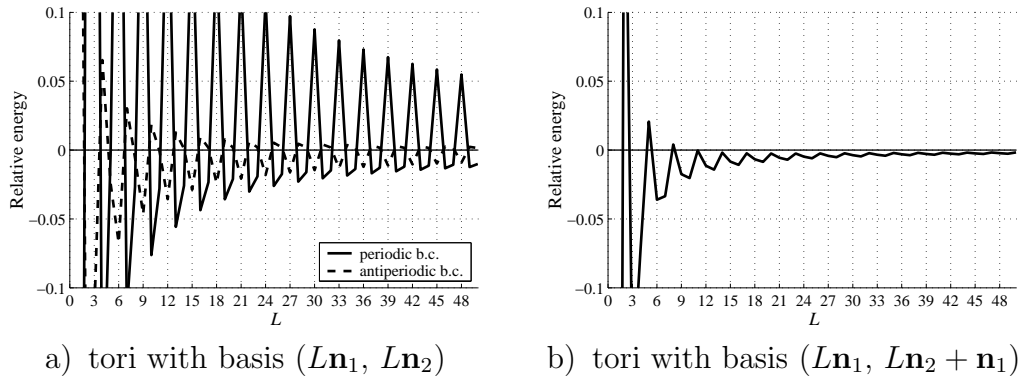 0.1
0.05
0
−0.05
−0.1
Relative energy
0 3 6 9 12 15 18 21 24 27 30 33 36 39 42 45 48
L
periodic b.c.
antiperiodic b.c.
a) tori with basis (Ln₁, Ln₂)
0.1
0.05
0
−0.05
−0.1
Relative energy
0 3 6 9 12 15 18 21 24 27 30 33 36 39 42 45 48
L
b) tori with basis (Ln₁, Ln₂ + n₁)